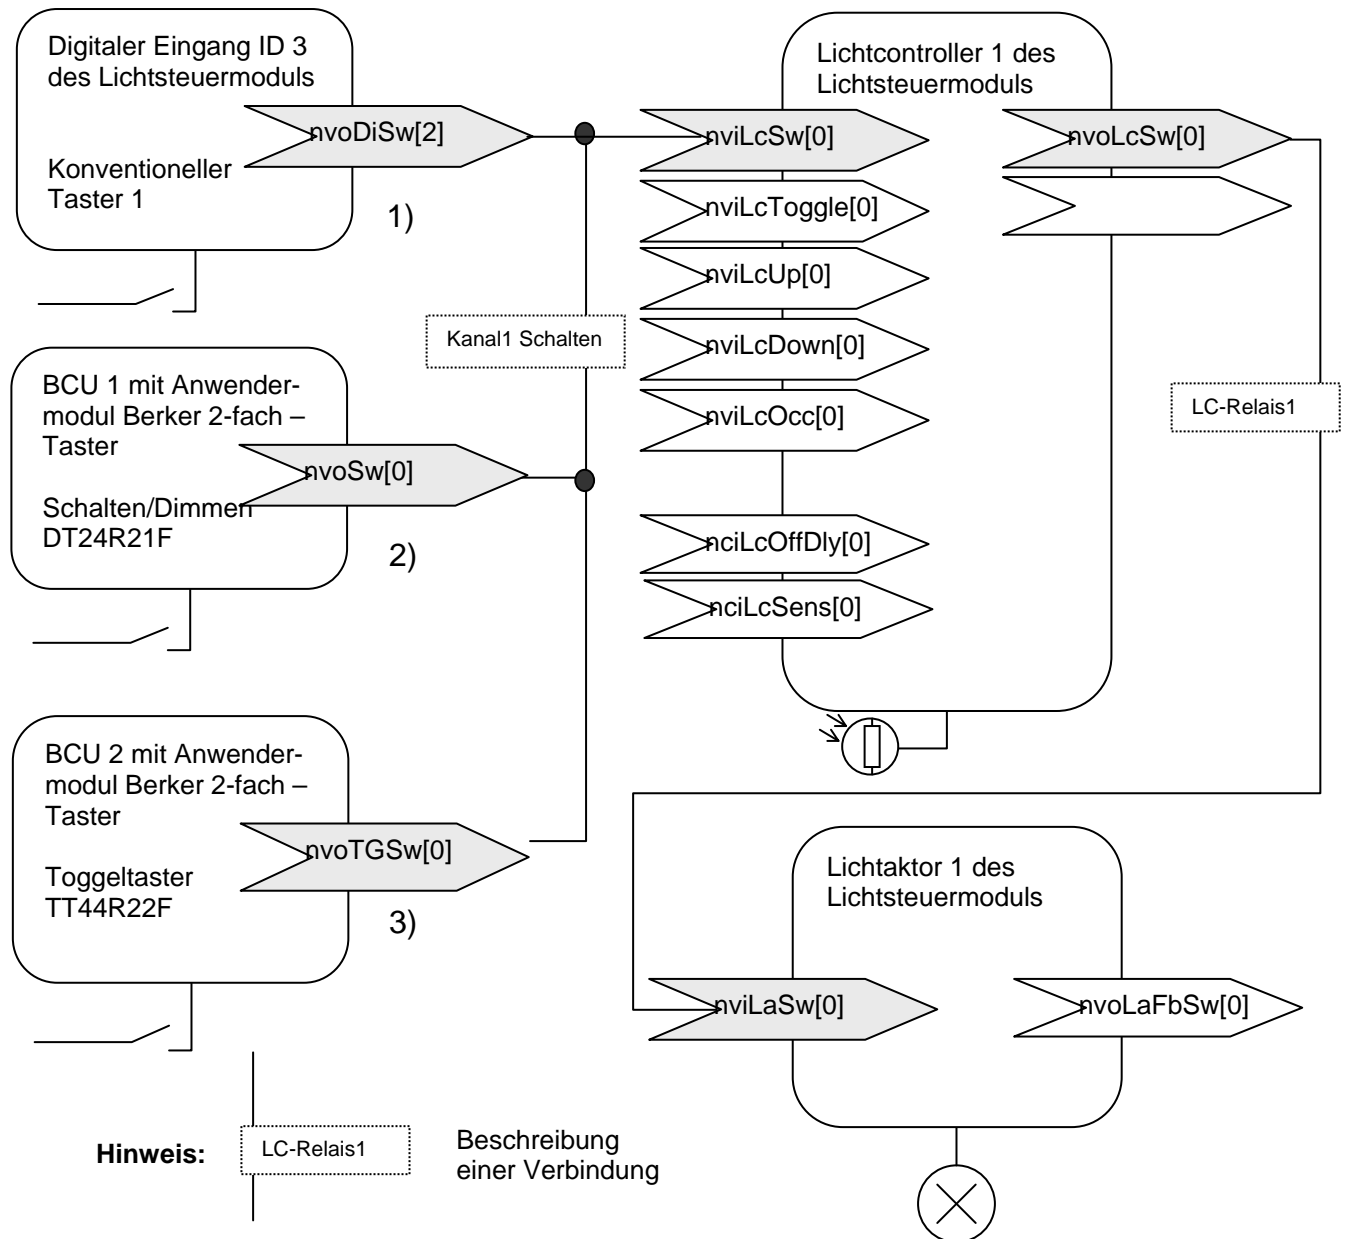 Digitaler Eingang ID 3
des Lichtsteuermoduls
nvoDiSw[2]
Konventioneller
Taster 1
1)
BCU 1 mit Anwender-
modul Berker 2-fach –
Taster
nvoSw[0]
Schalten/Dimmen
DT24R21F
2)
BCU 2 mit Anwender-
modul Berker 2-fach –
Taster
nvoTGSw[0]
Toggeltaster
TT44R22F
3)
Kanal1 Schalten
Lichtcontroller 1 des
Lichtsteuermoduls
nviLcSw[0]
nvoLcSw[0]
nviLcToggle[0]
nviLcUp[0]
nviLcDown[0]
nviLcOcc[0]
nciLcOffDly[0]
nciLcSens[0]
LC-Relais1
Lichtaktor 1 des
Lichtsteuermoduls
nviLaSw[0]
nvoLaFbSw[0]
Hinweis:
LC-Relais1
Beschreibung
einer Verbindung